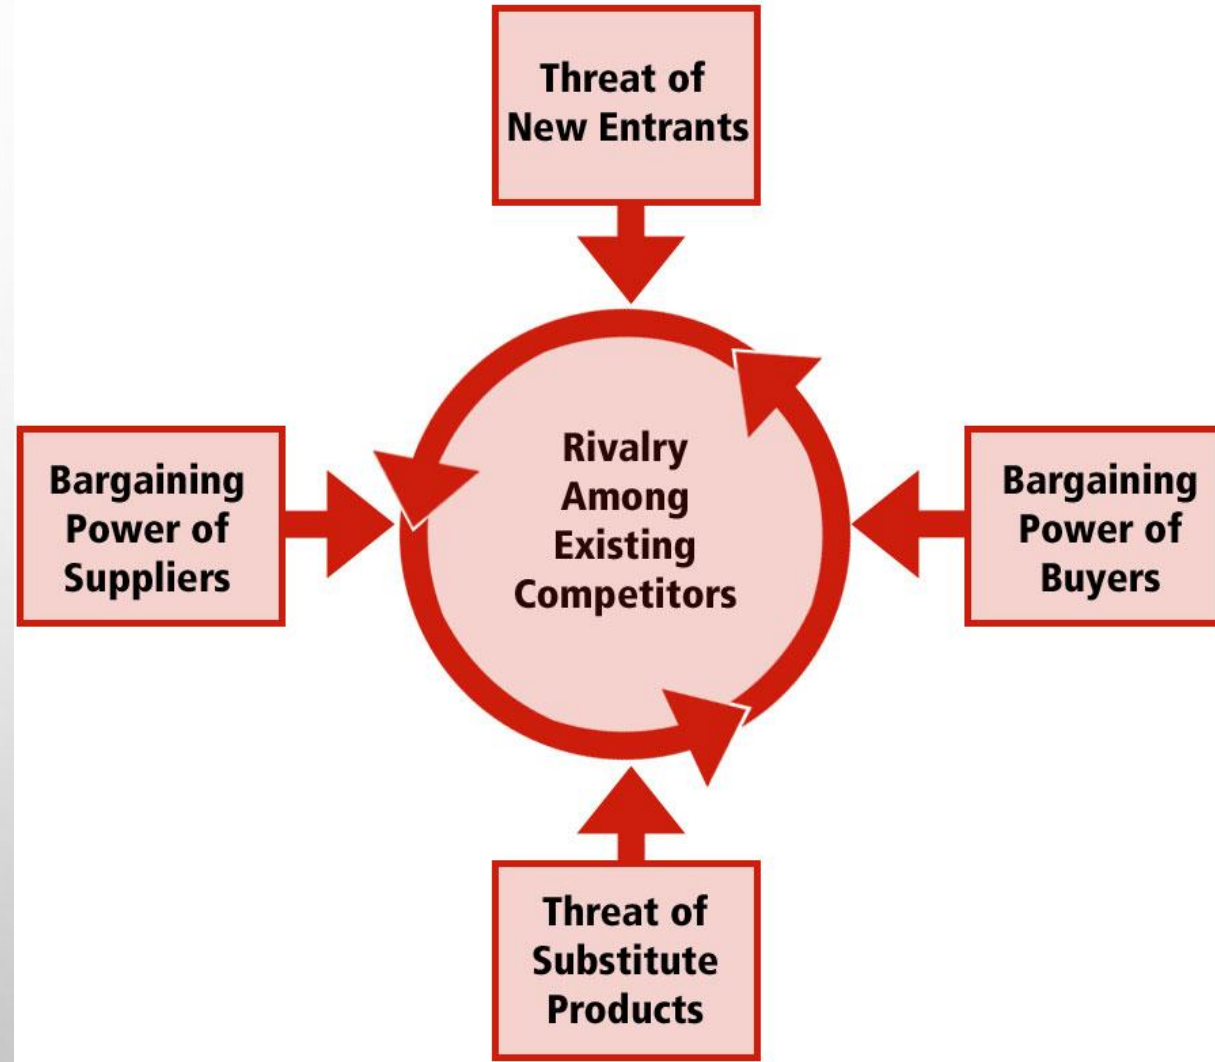 Threat of
New Entrants
Bargaining
Power of
Suppliers
Rivalry
Among
Existing
Competitors
Bargaining
Power of
Buyers
Threat of
Substitute
Products